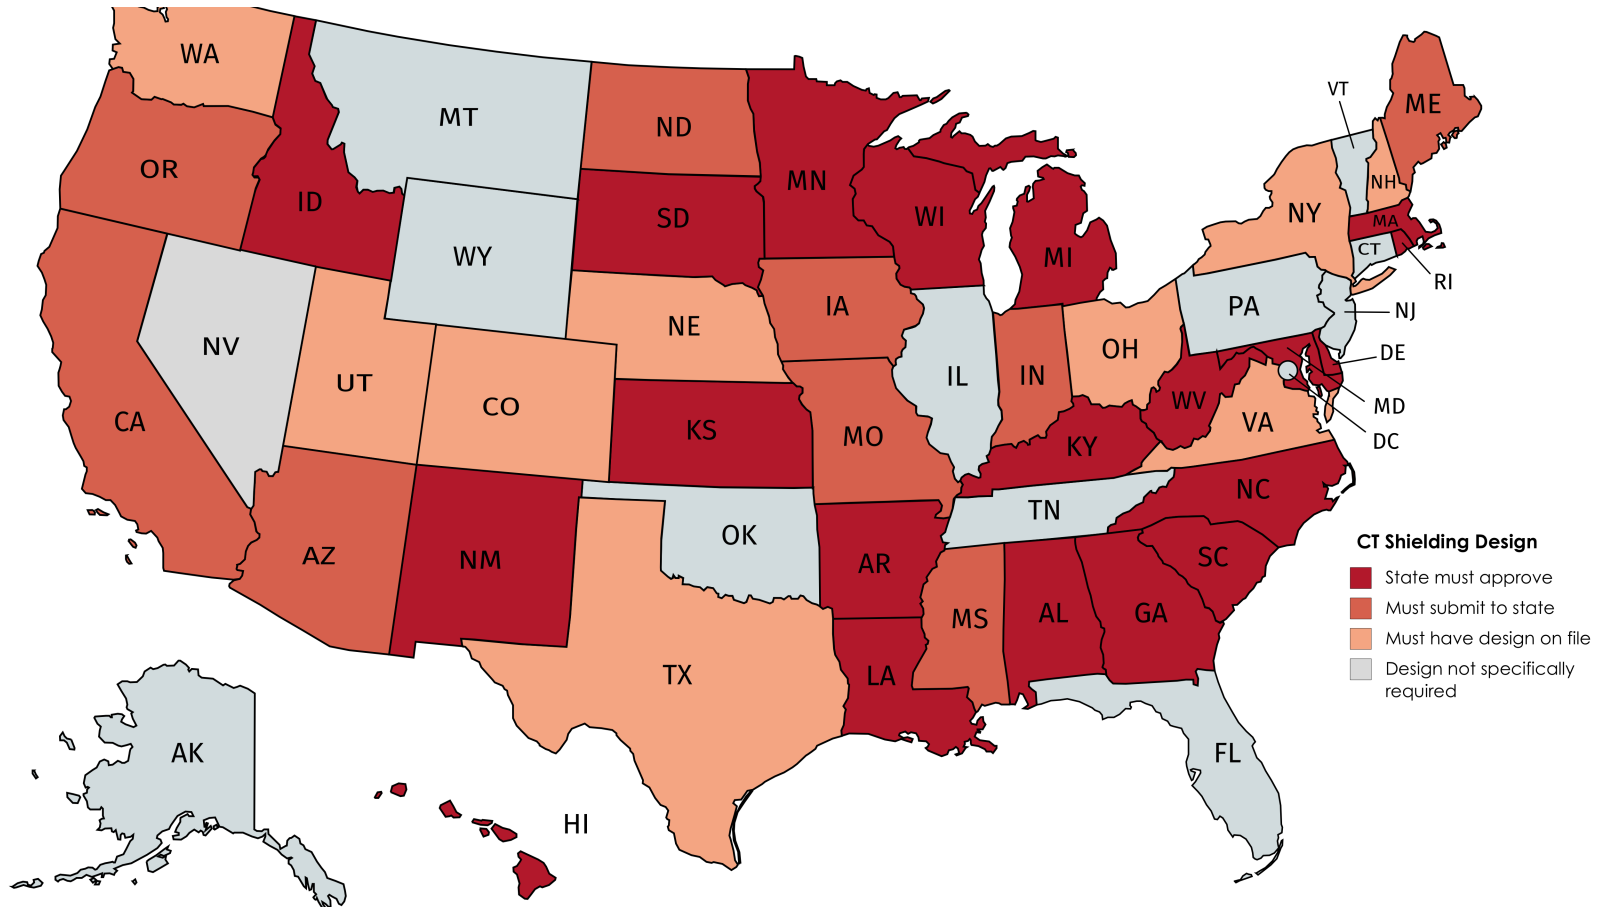 WA
MT
ND
MN
VT
ME
OR
ID
SD
WI
MI
NH
NY
MA
CT
RI
WY
NV
UT
CO
NE
IA
IL
IN
OH
PA
NJ
DE
MD
DC
CA
KS
MO
KY
WV
VA
AZ
NM
OK
AR
TN
NC
SC
TX
LA
MS
AL
GA
FL
AK
HI
CT Shielding Design
State must approve
Must submit to state
Must have design on file
Design not specifically
required